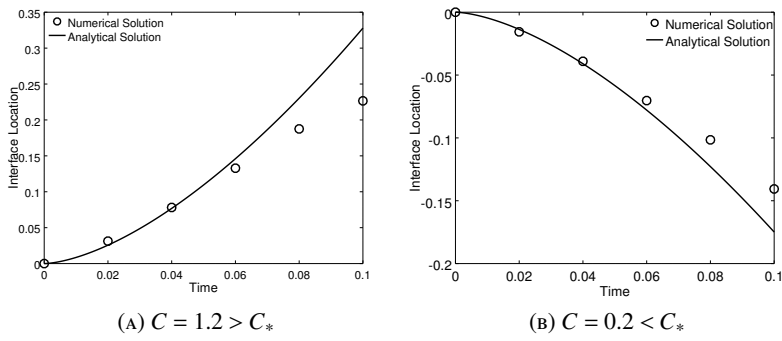 0.35
0.3
0.25
0.2
0.15
0.1
0.05
0
0 0.02 0.04 0.06 0.08 0.1
Interface Location
Time
Numerical Solution
Analytical Solution
(A) C = 1.2 > C*
0
-0.05
-0.1
-0.15
-0.2
0 0.02 0.04 0.06 0.08 0.1
Interface Location
Time
Numerical Solution
Analytical Solution
(B) C = 0.2 < C*